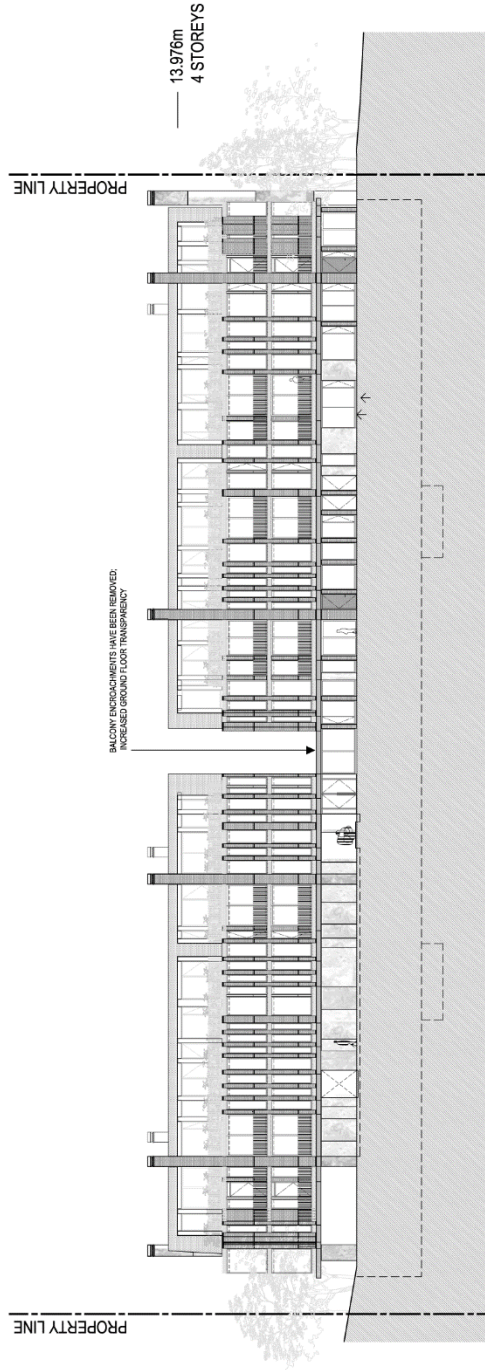 13.976m
4 STOREYS
PROPERTY LINE
BALCONY ENCROACHMENTS HAVE BEEN REMOVED;
INCREASED GROUND FLOOR TRANSPARENCY
PROPERTY LINE